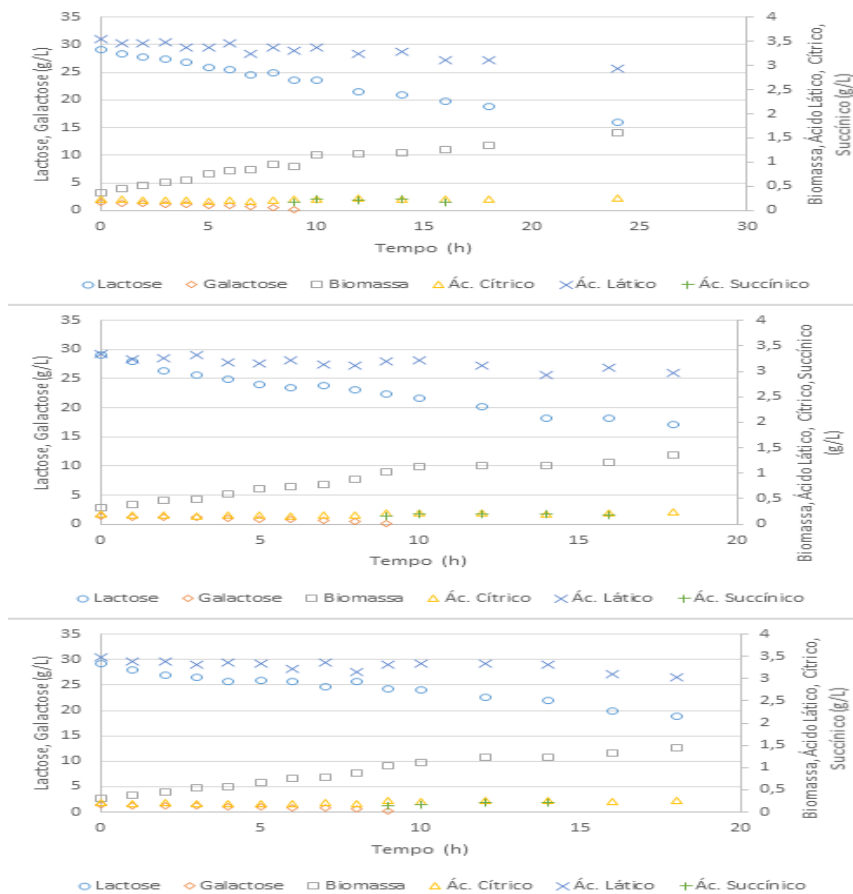 Lactose, Galactose (g/L)
35
30
25
20
15
10
5
0
0 5 10 15 20 25 30
4
3,5
3
2,5
2
1,5
1
0,5
0
Biomassa, Ácido Lático, Cítrico,
Succínico (g/L)
Tempo (h)
Lactose Galactose Biomassa Ác. Cítrico Ác. Lático Ác. Succínico
Lactose, Galactose (g/L)
35
30
25
20
15
10
5
0
0 5 10 15 20
4
3,5
3
2,5
2
1,5
1
0,5
0
Biomassa, Ácido Lático, Cítrico, Succínico
(g/L)
Tempo (h)
Lactose Galactose Biomassa Ác. Cítrico Ác. Lático Ác. Succínico
Lactose, Galactose (g/L)
35
30
25
20
15
10
5
0
0 5 10 15 20
4
3,5
3
2,5
2
1,5
1
0,5
0
Biomassa, Ácido Lático, Cítrico,
Succínico (g/L)
Tempo (h)
Lactose Galactose Biomassa Ác. Cítrico Ác. Lático Ác. Succínico